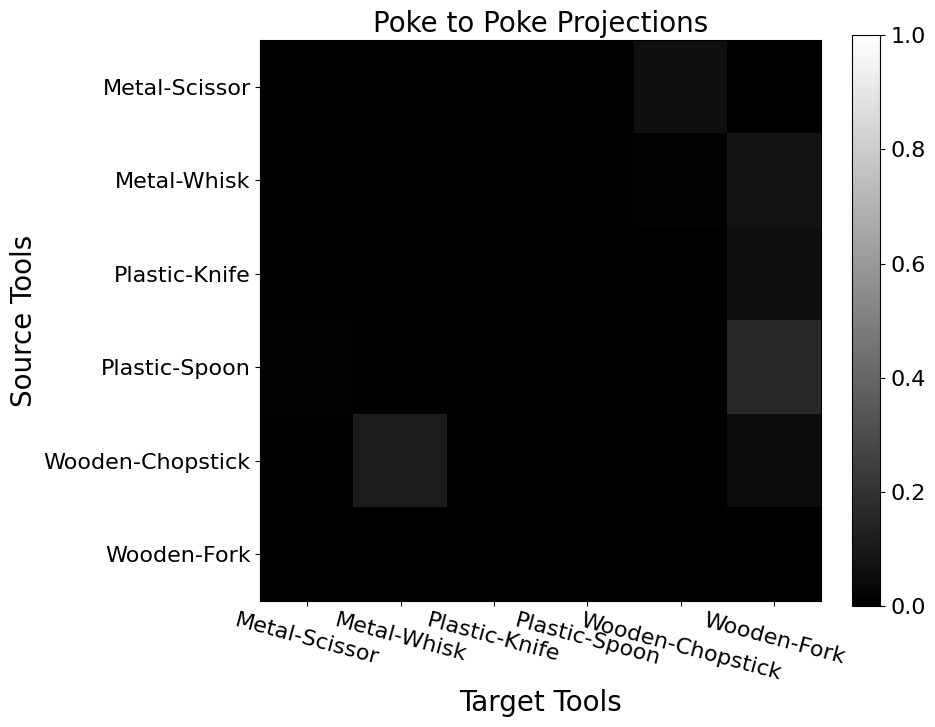 Poke to Poke Projections
Source Tools
Metal-Scissor
Metal-Whisk
Plastic-Knife
Plastic-Spoon
Wooden-Chopstick
Wooden-Fork
Metal-Scissor
Metal-Whisk
Plastic-Knife
Plastic-Spoon
Wooden-Chopstick
Wooden-Fork
Target Tools
1.0
0.8
0.6
0.4
0.2
0.0